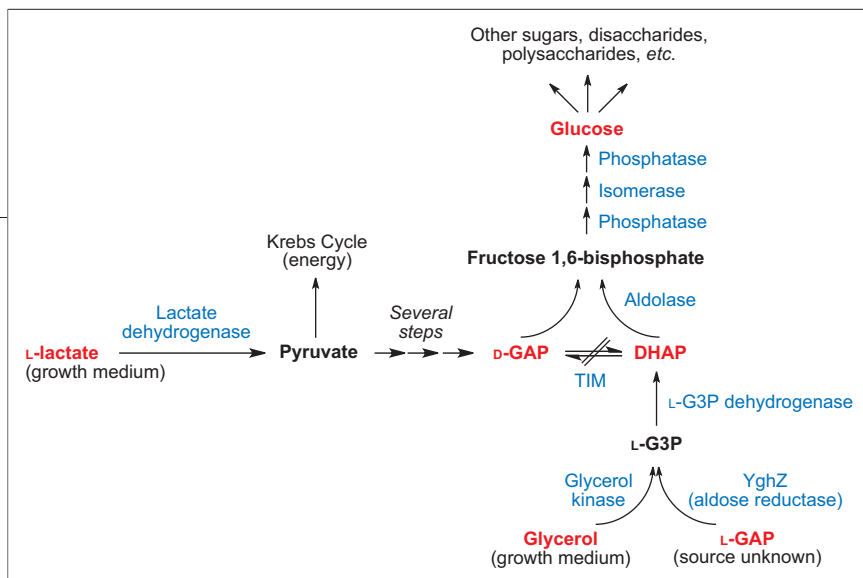 Other sugars, disaccharides,
polysaccharides, etc.
Glucose
Phosphatase
Isomerase
Phosphatase
Krebs Cycle
(energy)
Fructose 1,6-bisphosphate
Lactate
dehydrogenase
Several
steps
Aldolase
L-lactate
(growth medium)
Pyruvate
D-GAP
DHAP
TIM
L-G3P dehydrogenase
L-G3P
Glycerol
kinase
YghZ
(aldose reductase)
Glycerol
(growth medium)
L-GAP
(source unknown)